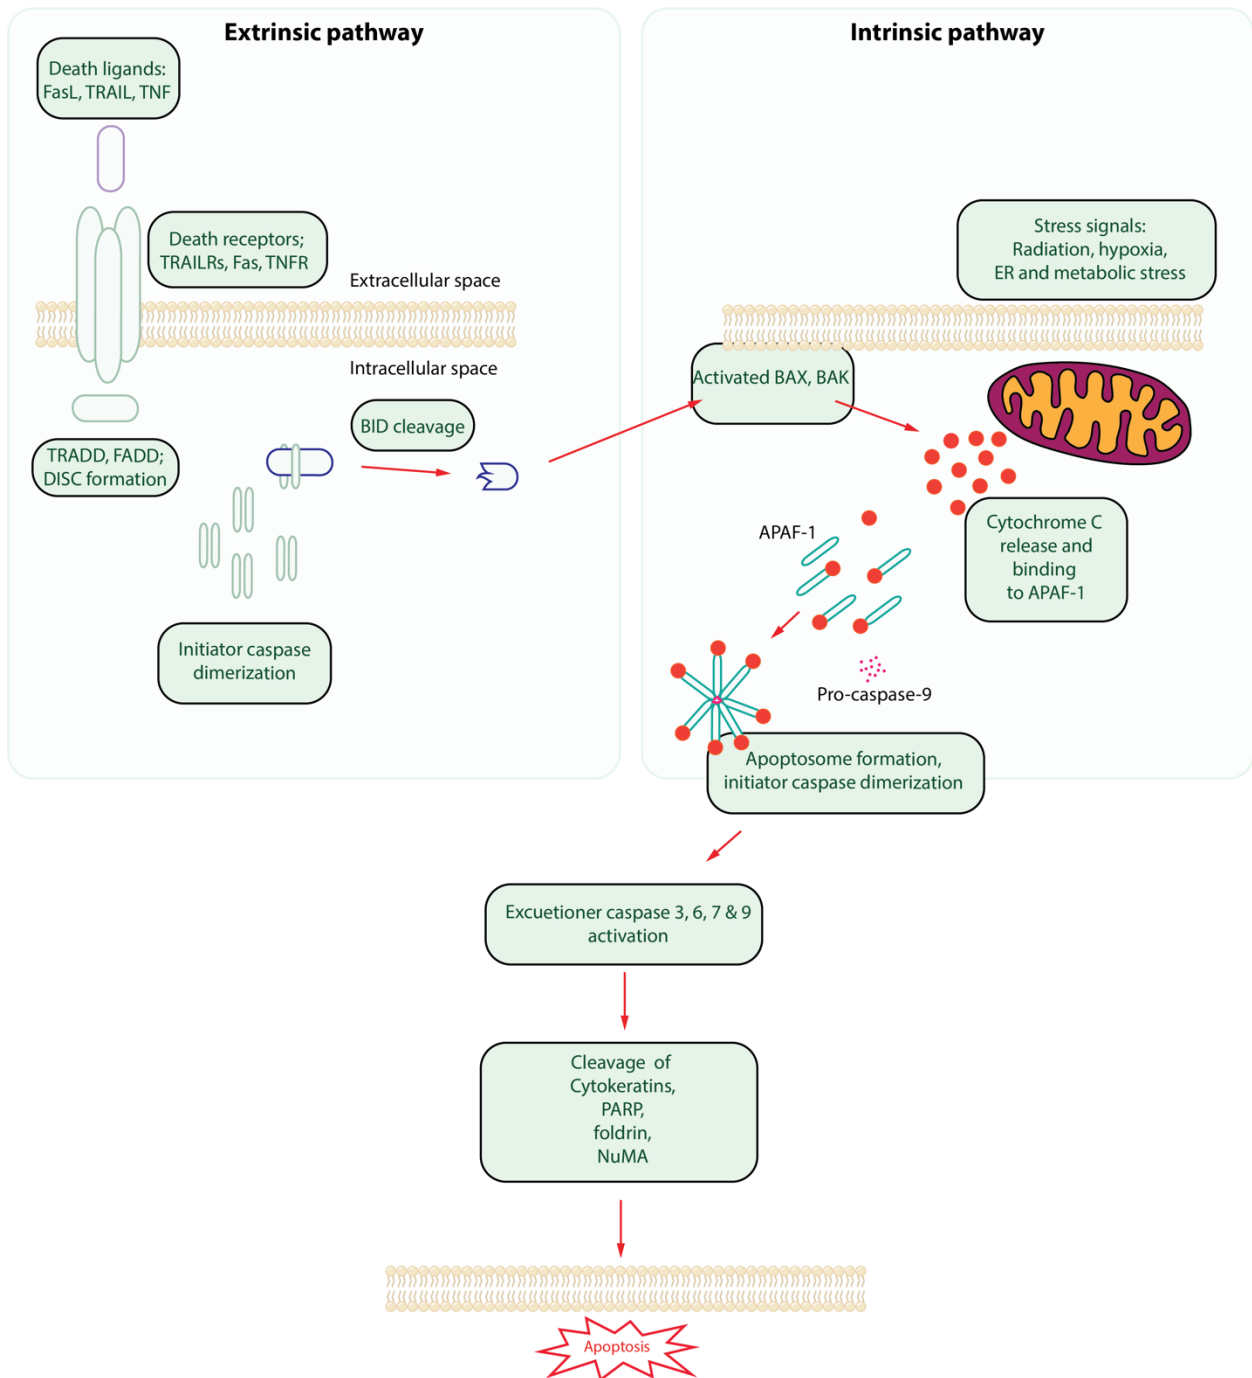 Extrinsic pathway
Death ligands:
FasL, TRAIL, TNF
Death receptors;
TRAILRs, Fas, TNFR
Extracellular space
Intracellular space
BID cleavage
TRADD, FADD;
DISC formation
Initiator caspase
dimerization
Intrinsic pathway
Stress signals:
Radiation, hypoxia,
ER and metabolic stress
Activated BAX, BAK
Cytochrome C
release and
binding
to APAF-1
APAF-1
Pro-caspase-9
Apoptosome formation,
initiator caspase dimerization
Excuetioner caspase 3, 6, 7 & 9
activation
Cleavage of
Cytokeratins,
PARP,
foldrin,
NuMA
Apoptosis